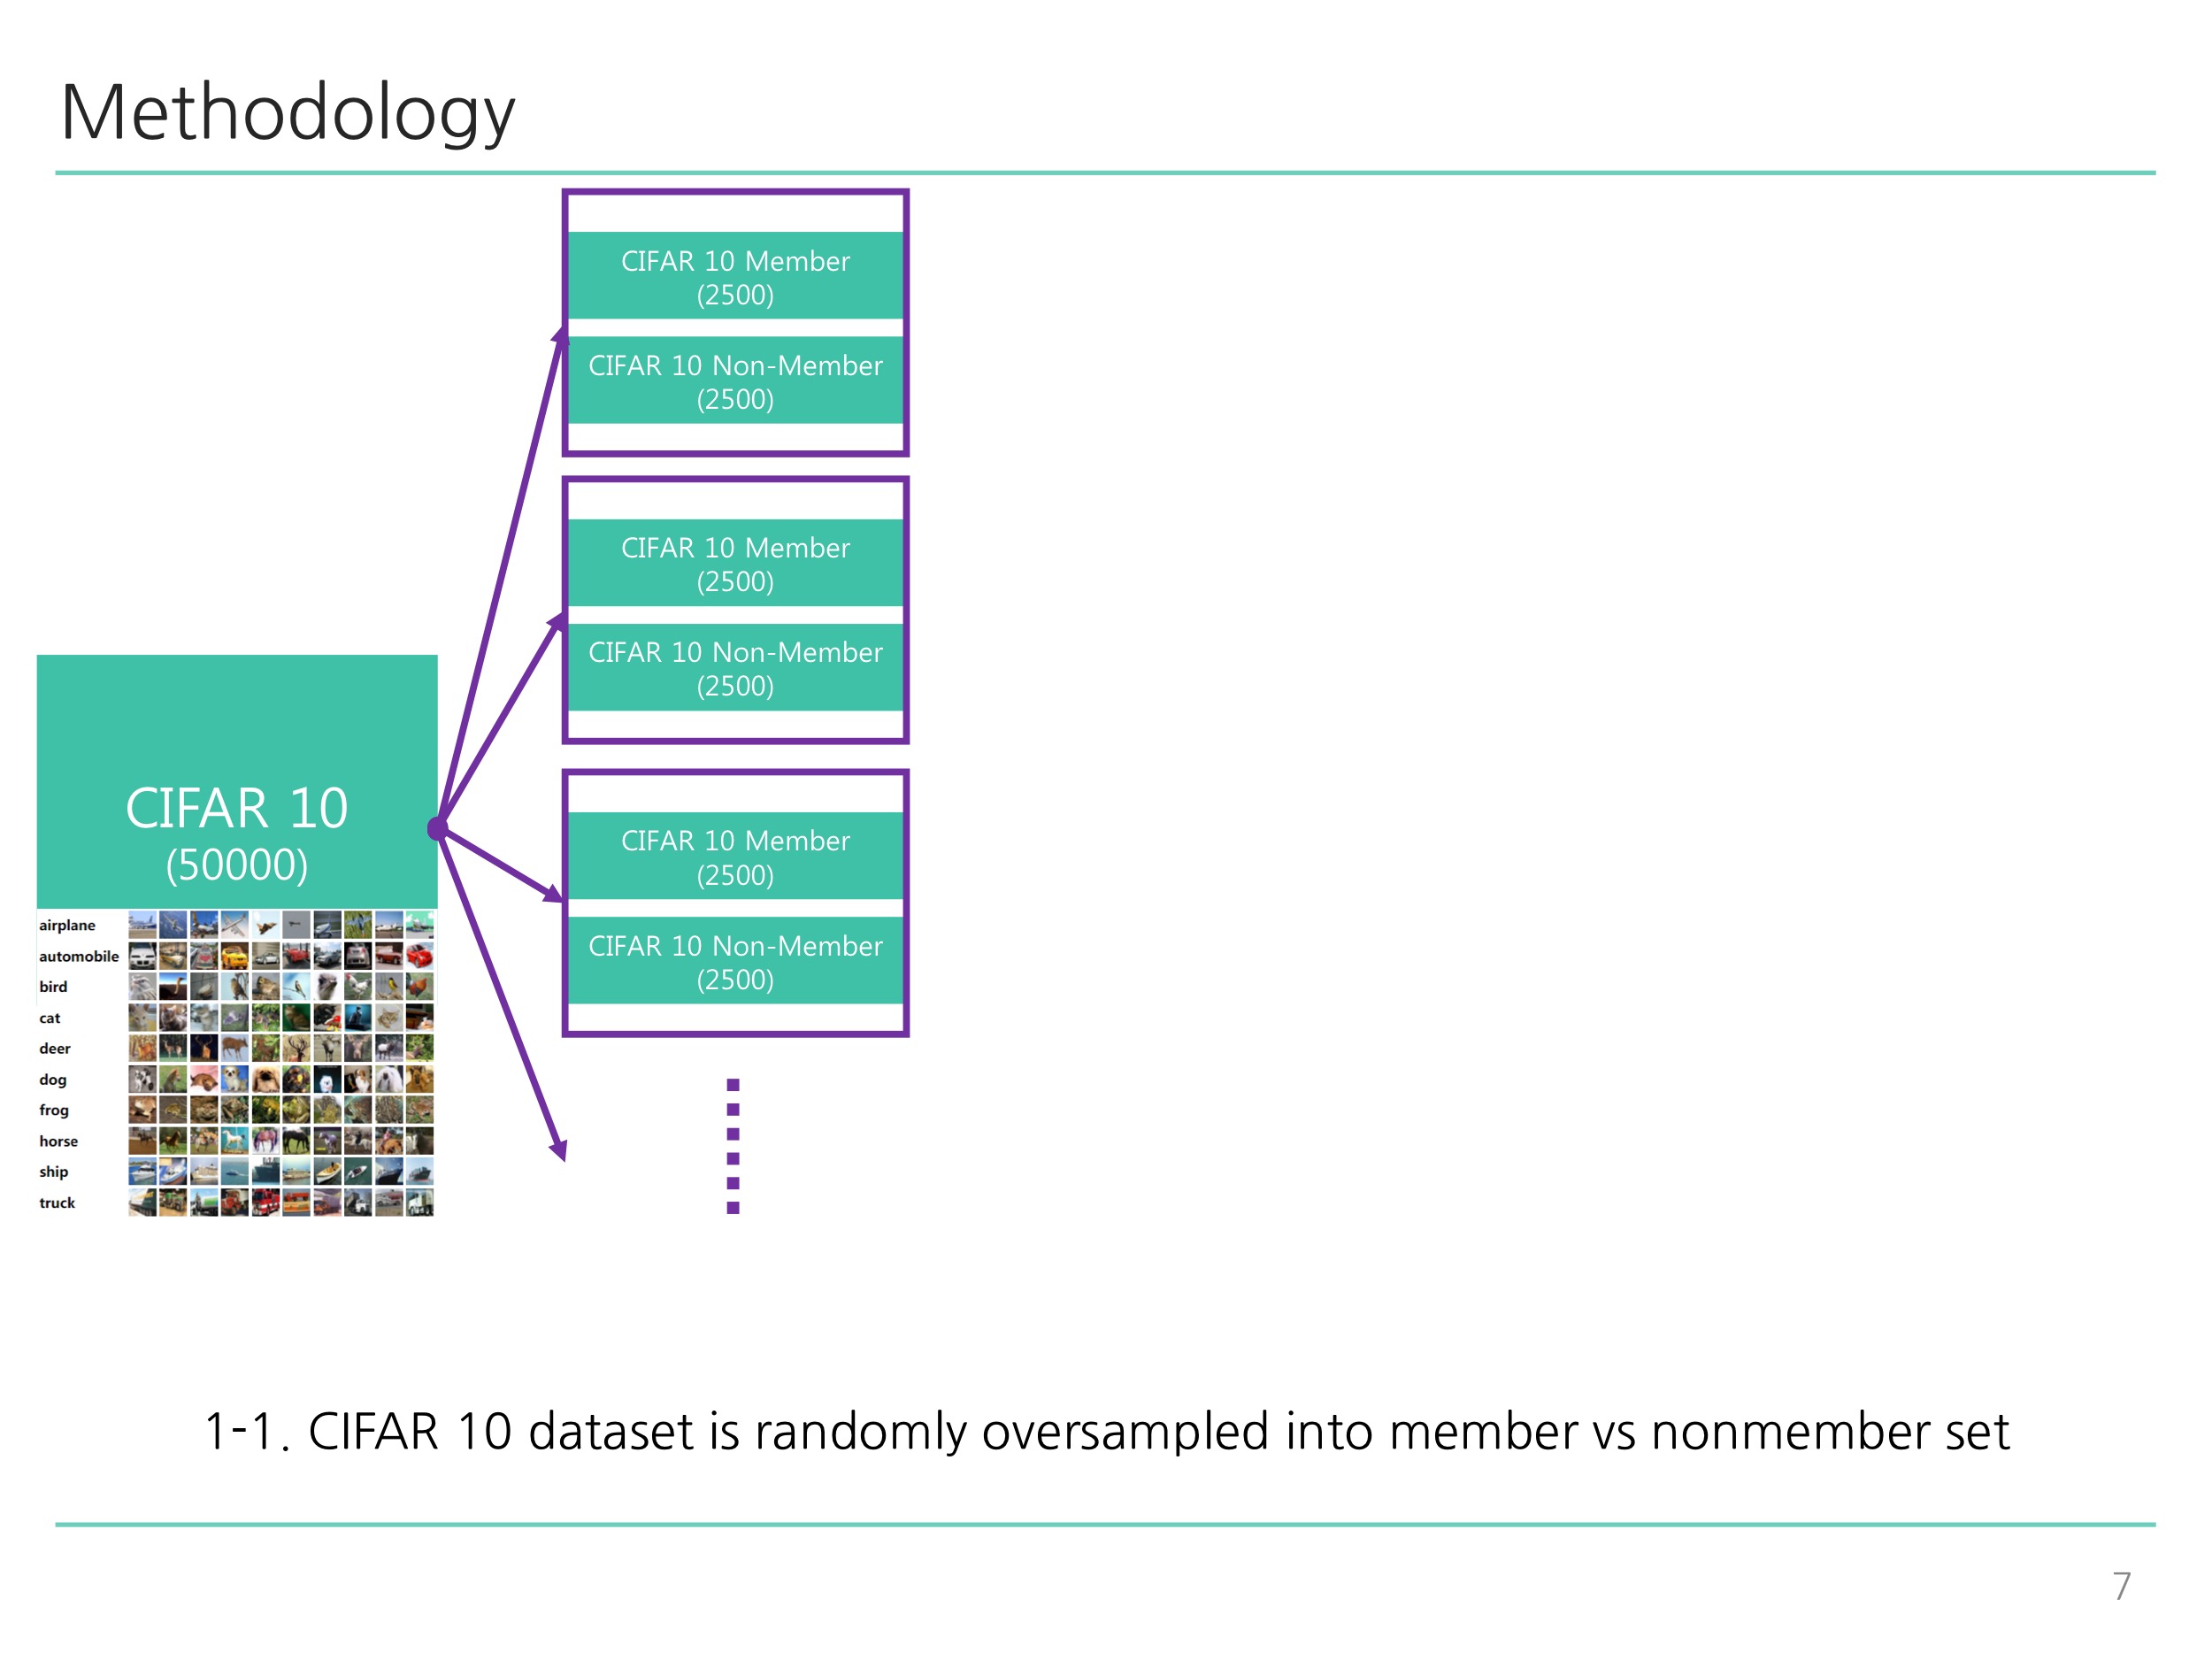 Methodology
CIFAR 10 Member
(2500)
CIFAR 10 Non-Member
(2500)
CIFAR 10 Member
(2500)
CIFAR 10 Non-Member
(2500)
CIFAR 10 Member
(2500)
CIFAR 10 Non-Member
(2500)
CIFAR 10
(50000)
airplane
automobile
bird
cat
deer
dog
frog
horse
ship
truck
1-1. CIFAR 10 dataset is randomly oversampled into member vs nonmember set
7